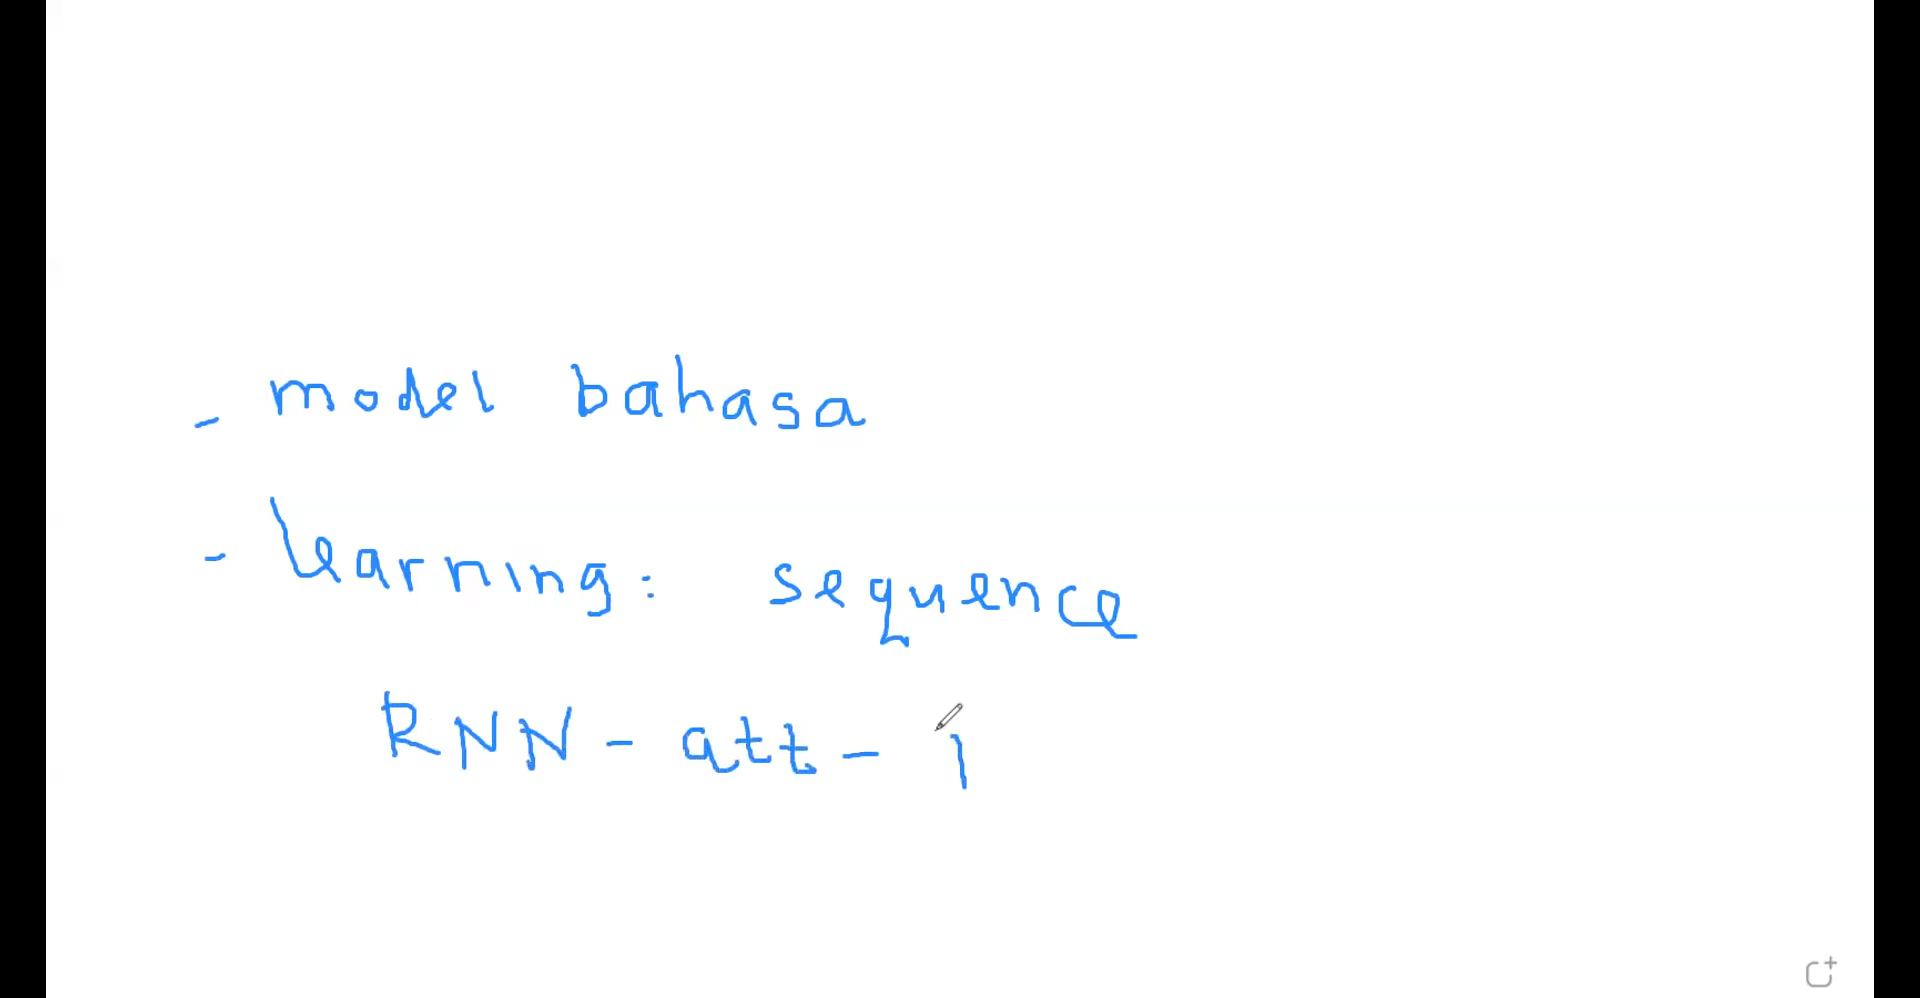 - model bahasa
- learning: sequence
RNN - att -